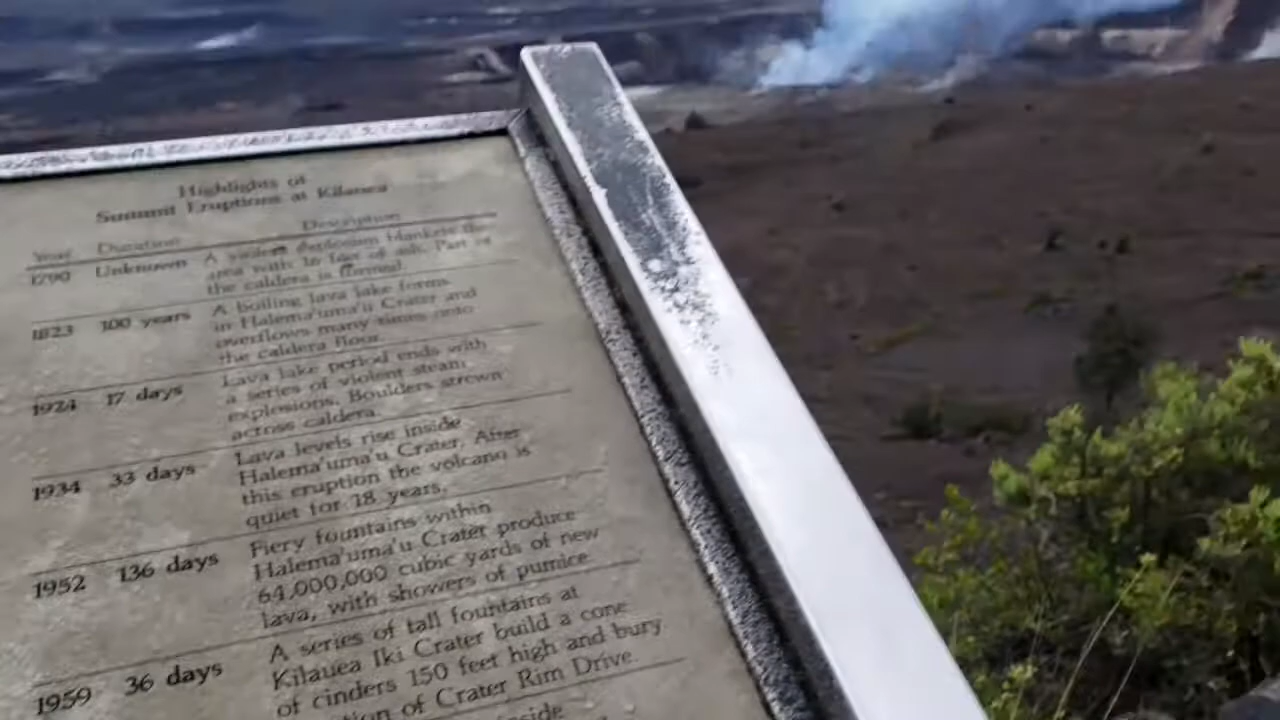 Highlights of
Summit Eruptions at Kilauea
Year Duration Description
1790 Unknown A violent explosion blankets the
area with feet of ash. Part of
the caldera is formed.
1823 100 years A boiling lava lake forms
in Halema'uma'u Crater and
overflows many times onto
the caldera floor.
1924 17 days Lava lake period ends with
a series of violent steam
explosions. Boulders strewn
across caldera.
1934 33 days Lava levels rise inside
Halema'uma'u Crater. After
this eruption the volcano is
quiet for 18 years.
1952 136 days Fiery fountains within
Halema'uma'u Crater produce
64,000,000 cubic yards of new
lava, with showers of pumice.
1959 36 days A series of tall fountains at
Kilauea Iki Crater build a cone
of cinders 150 feet high and bury
of Crater Rim Drive.